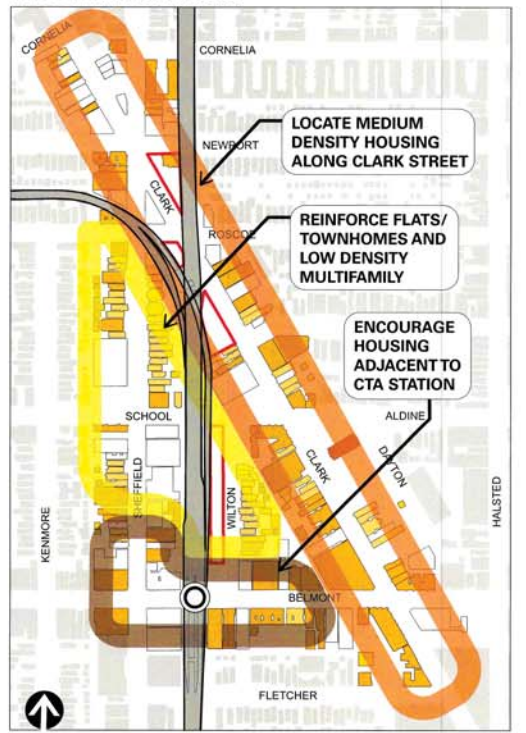 CORNELIA
CORNELIA
NEWPORT
LOCATE MEDIUM
DENSITY HOUSING
ALONG CLARK STREET
CLARK
ROSCOE
REINFORCE FLATS/
TOWNHOMES AND
LOW DENSITY
MULTIFAMILY
ENCOURAGE
HOUSING
ADJACENT TO
CTA STATION
SCHOOL
ALDINE
CLARK
DAYTON
SHEFFIELD
WILTON
HALSTED
KENMORE
BELMONT
FLETCHER